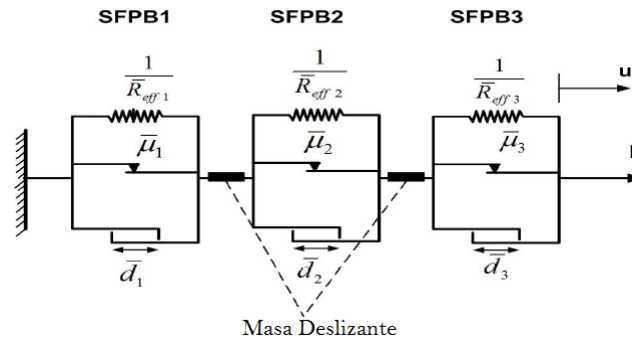 SFPB1 SFPB2 SFPB3
1/R̄eff 1 1/R̄eff 2 1/R̄eff 3 u
μ̄1 μ̄2 μ̄3
d̄1 d̄2 d̄3
Masa Deslizante